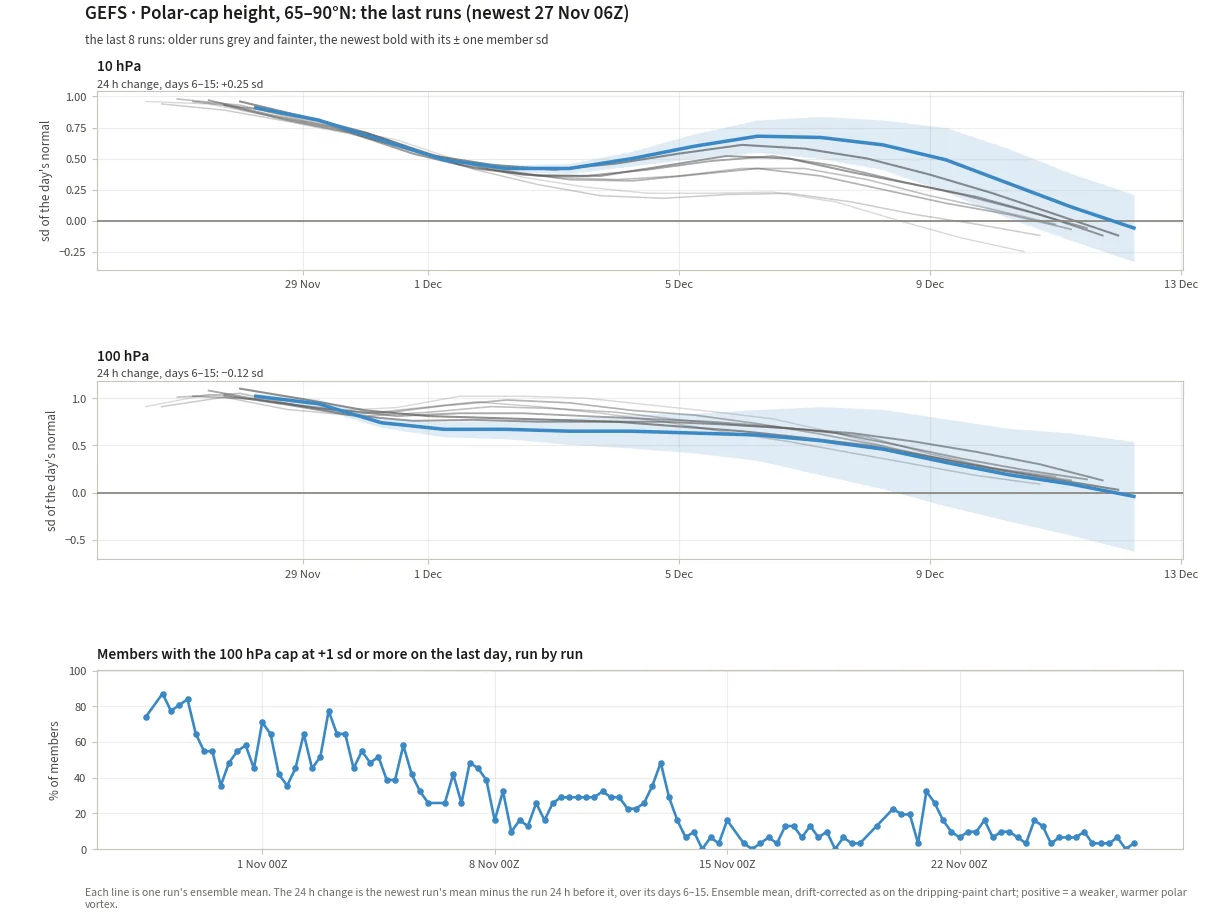 GEFS · Polar-cap height, 65–90°N: the last runs (newest 27 Nov 06Z)
the last 8 runs: older runs grey and fainter, the newest bold with its ± one member sd
10 hPa
24 h change, days 6–15: +0.25 sd
sd of the day's normal
1.00
0.75
0.50
0.25
0.00
−0.25
29 Nov
1 Dec
5 Dec
9 Dec
13 Dec
100 hPa
24 h change, days 6–15: −0.12 sd
sd of the day's normal
1.0
0.5
0.0
−0.5
29 Nov
1 Dec
5 Dec
9 Dec
13 Dec
Members with the 100 hPa cap at +1 sd or more on the last day, run by run
% of members
100
80
60
40
20
0
1 Nov 00Z
8 Nov 00Z
15 Nov 00Z
22 Nov 00Z
Each line is one run's ensemble mean. The 24 h change is the newest run's mean minus the run 24 h before it, over its days 6–15. Ensemble mean, drift-corrected as on the dripping-paint chart; positive = a weaker, warmer polar
vortex.